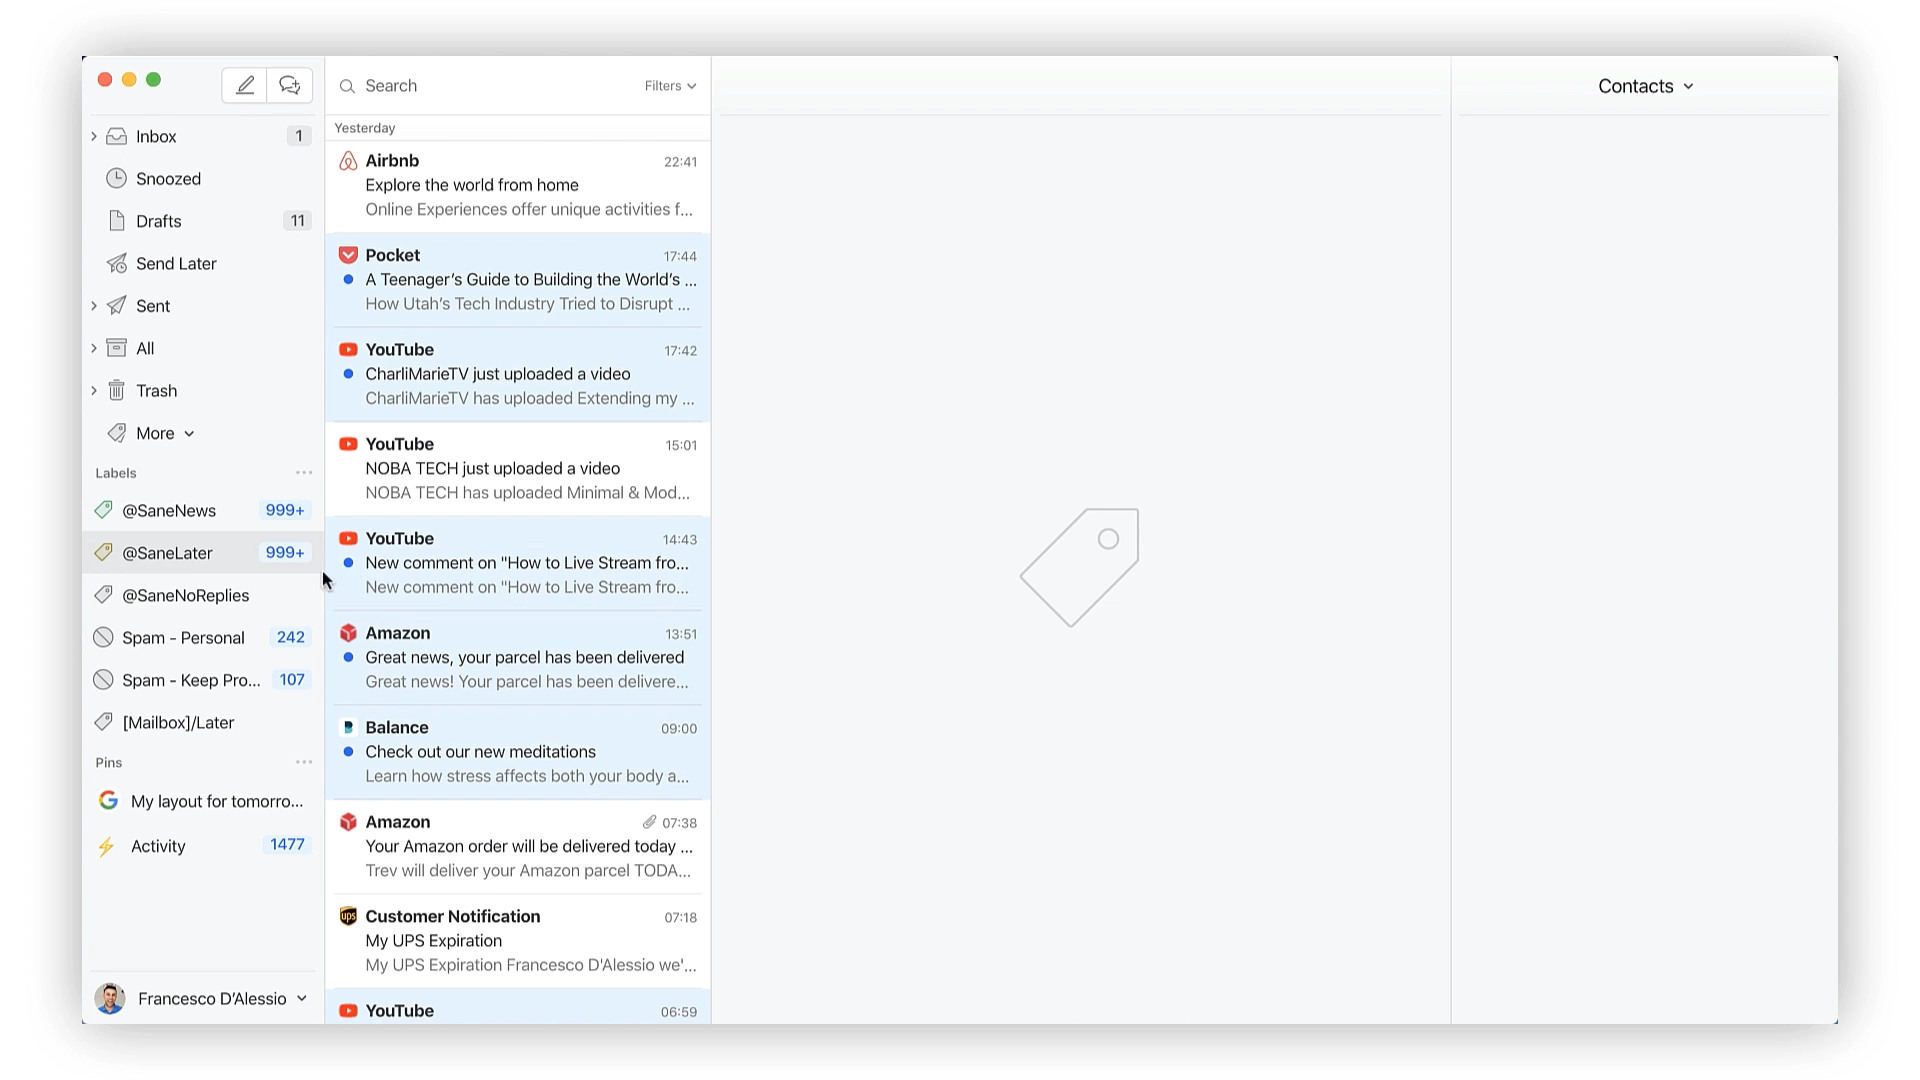 Inbox 1
Snoozed
Drafts 11
Send Later
Sent
All
Trash
More
Labels
@SaneNews 999+
@SaneLater 999+
@SaneNoReplies
Spam - Personal 242
Spam - Keep Pro... 107
[Mailbox]/Later
Pins
My layout for tomorro...
Activity 1477
Francesco D'Alessio
Search Filters
Yesterday
Airbnb 22:41
Explore the world from home
Online Experiences offer unique activities f...
Pocket 17:44
A Teenager's Guide to Building the World's ...
How Utah's Tech Industry Tried to Disrupt ...
YouTube 17:42
CharliMarieTV just uploaded a video
CharliMarieTV has uploaded Extending my ...
YouTube 15:01
NOBA TECH just uploaded a video
NOBA TECH has uploaded Minimal & Mod...
YouTube 14:43
New comment on "How to Live Stream fro...
New comment on "How to Live Stream fro...
Amazon 13:51
Great news, your parcel has been delivered
Great news! Your parcel has been delivere...
Balance 09:00
Check out our new meditations
Learn how stress affects both your body a...
Amazon 07:38
Your Amazon order will be delivered today ...
Trev will deliver your Amazon parcel TODA...
ups Customer Notification 07:18
My UPS Expiration
My UPS Expiration Francesco D'Alessio we'...
YouTube 06:59
Contacts